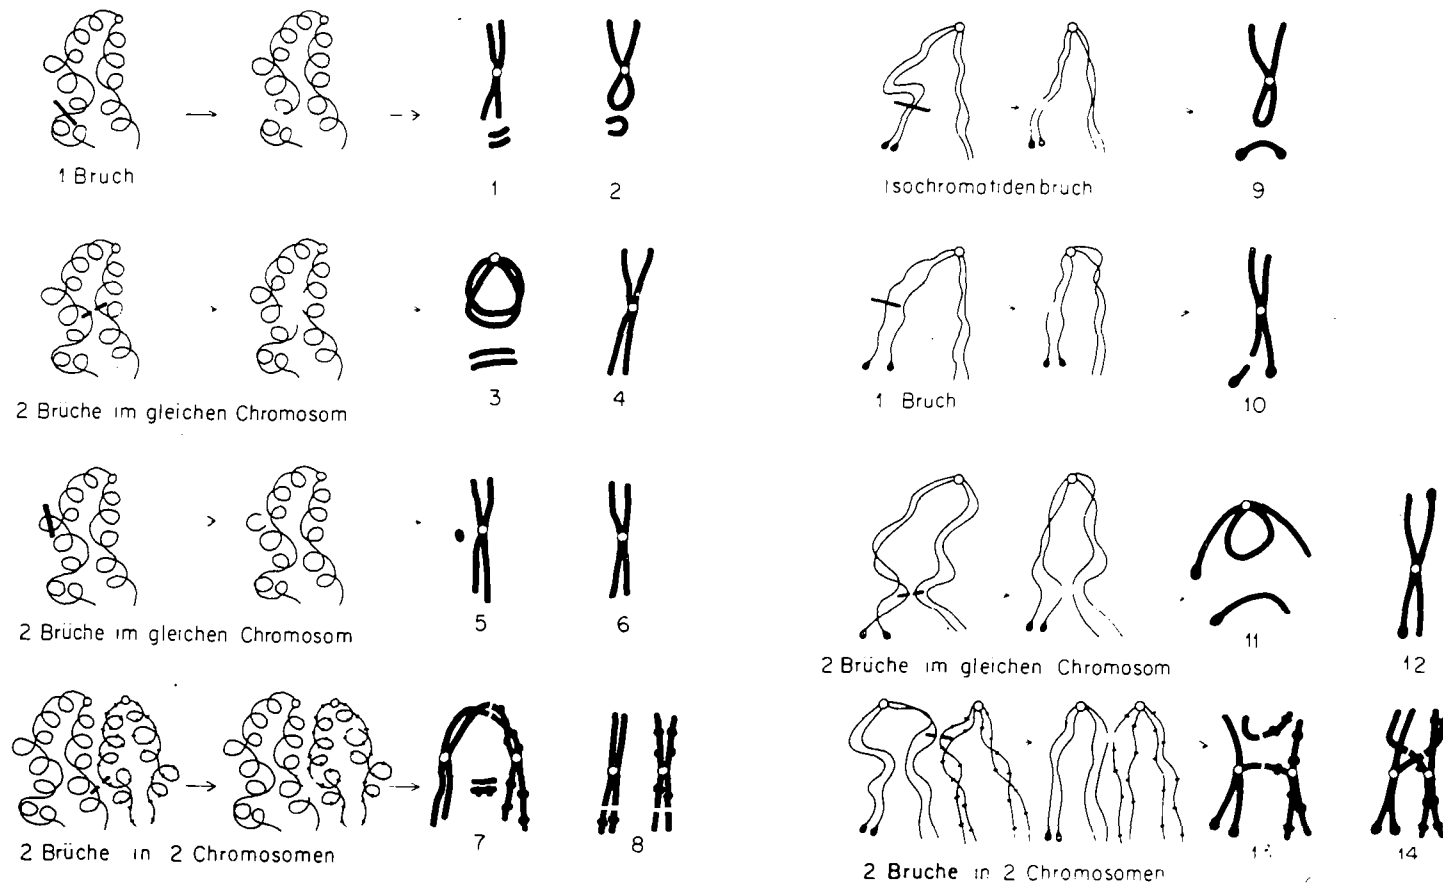 1 Bruch
1
2
2 Brüche im gleichen Chromosom
3
4
2 Brüche im gleichen Chromosom
5
6
2 Brüche in 2 Chromosomen
7
8
Isochromatidenbruch
9
1 Bruch
10
2 Brüche im gleichen Chromosom
11
12
2 Bruche in 2 Chromosomen
13
14